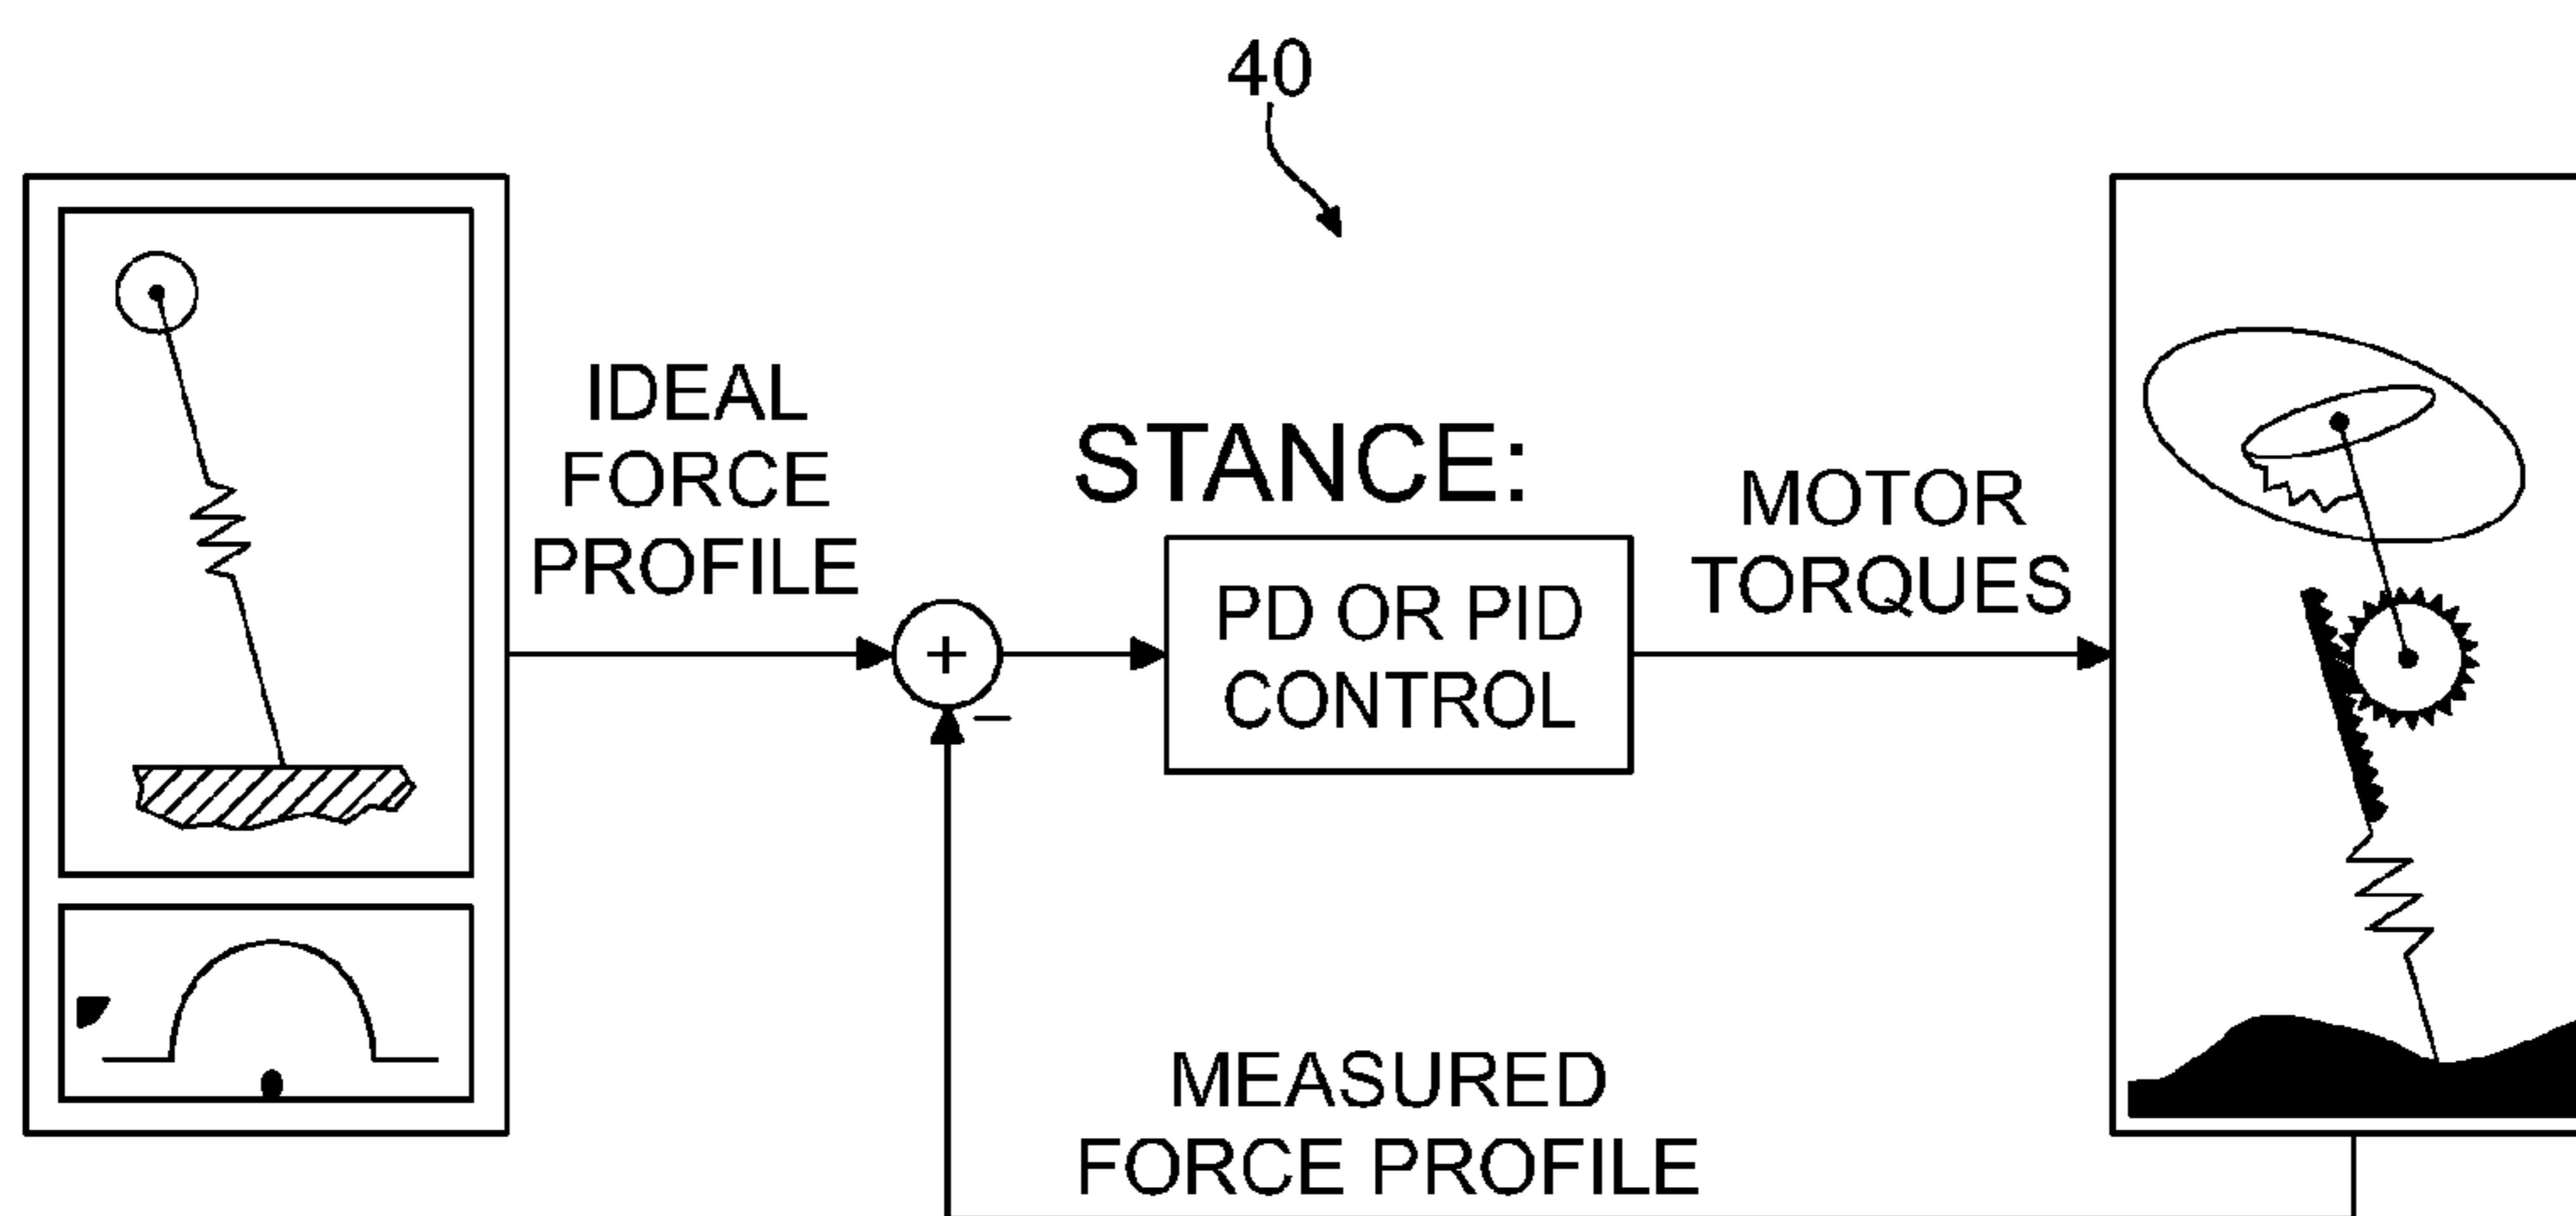 40
IDEAL
FORCE
PROFILE
STANCE:
MOTOR
TORQUES
+
−
PD OR PID
CONTROL
MEASURED
FORCE PROFILE